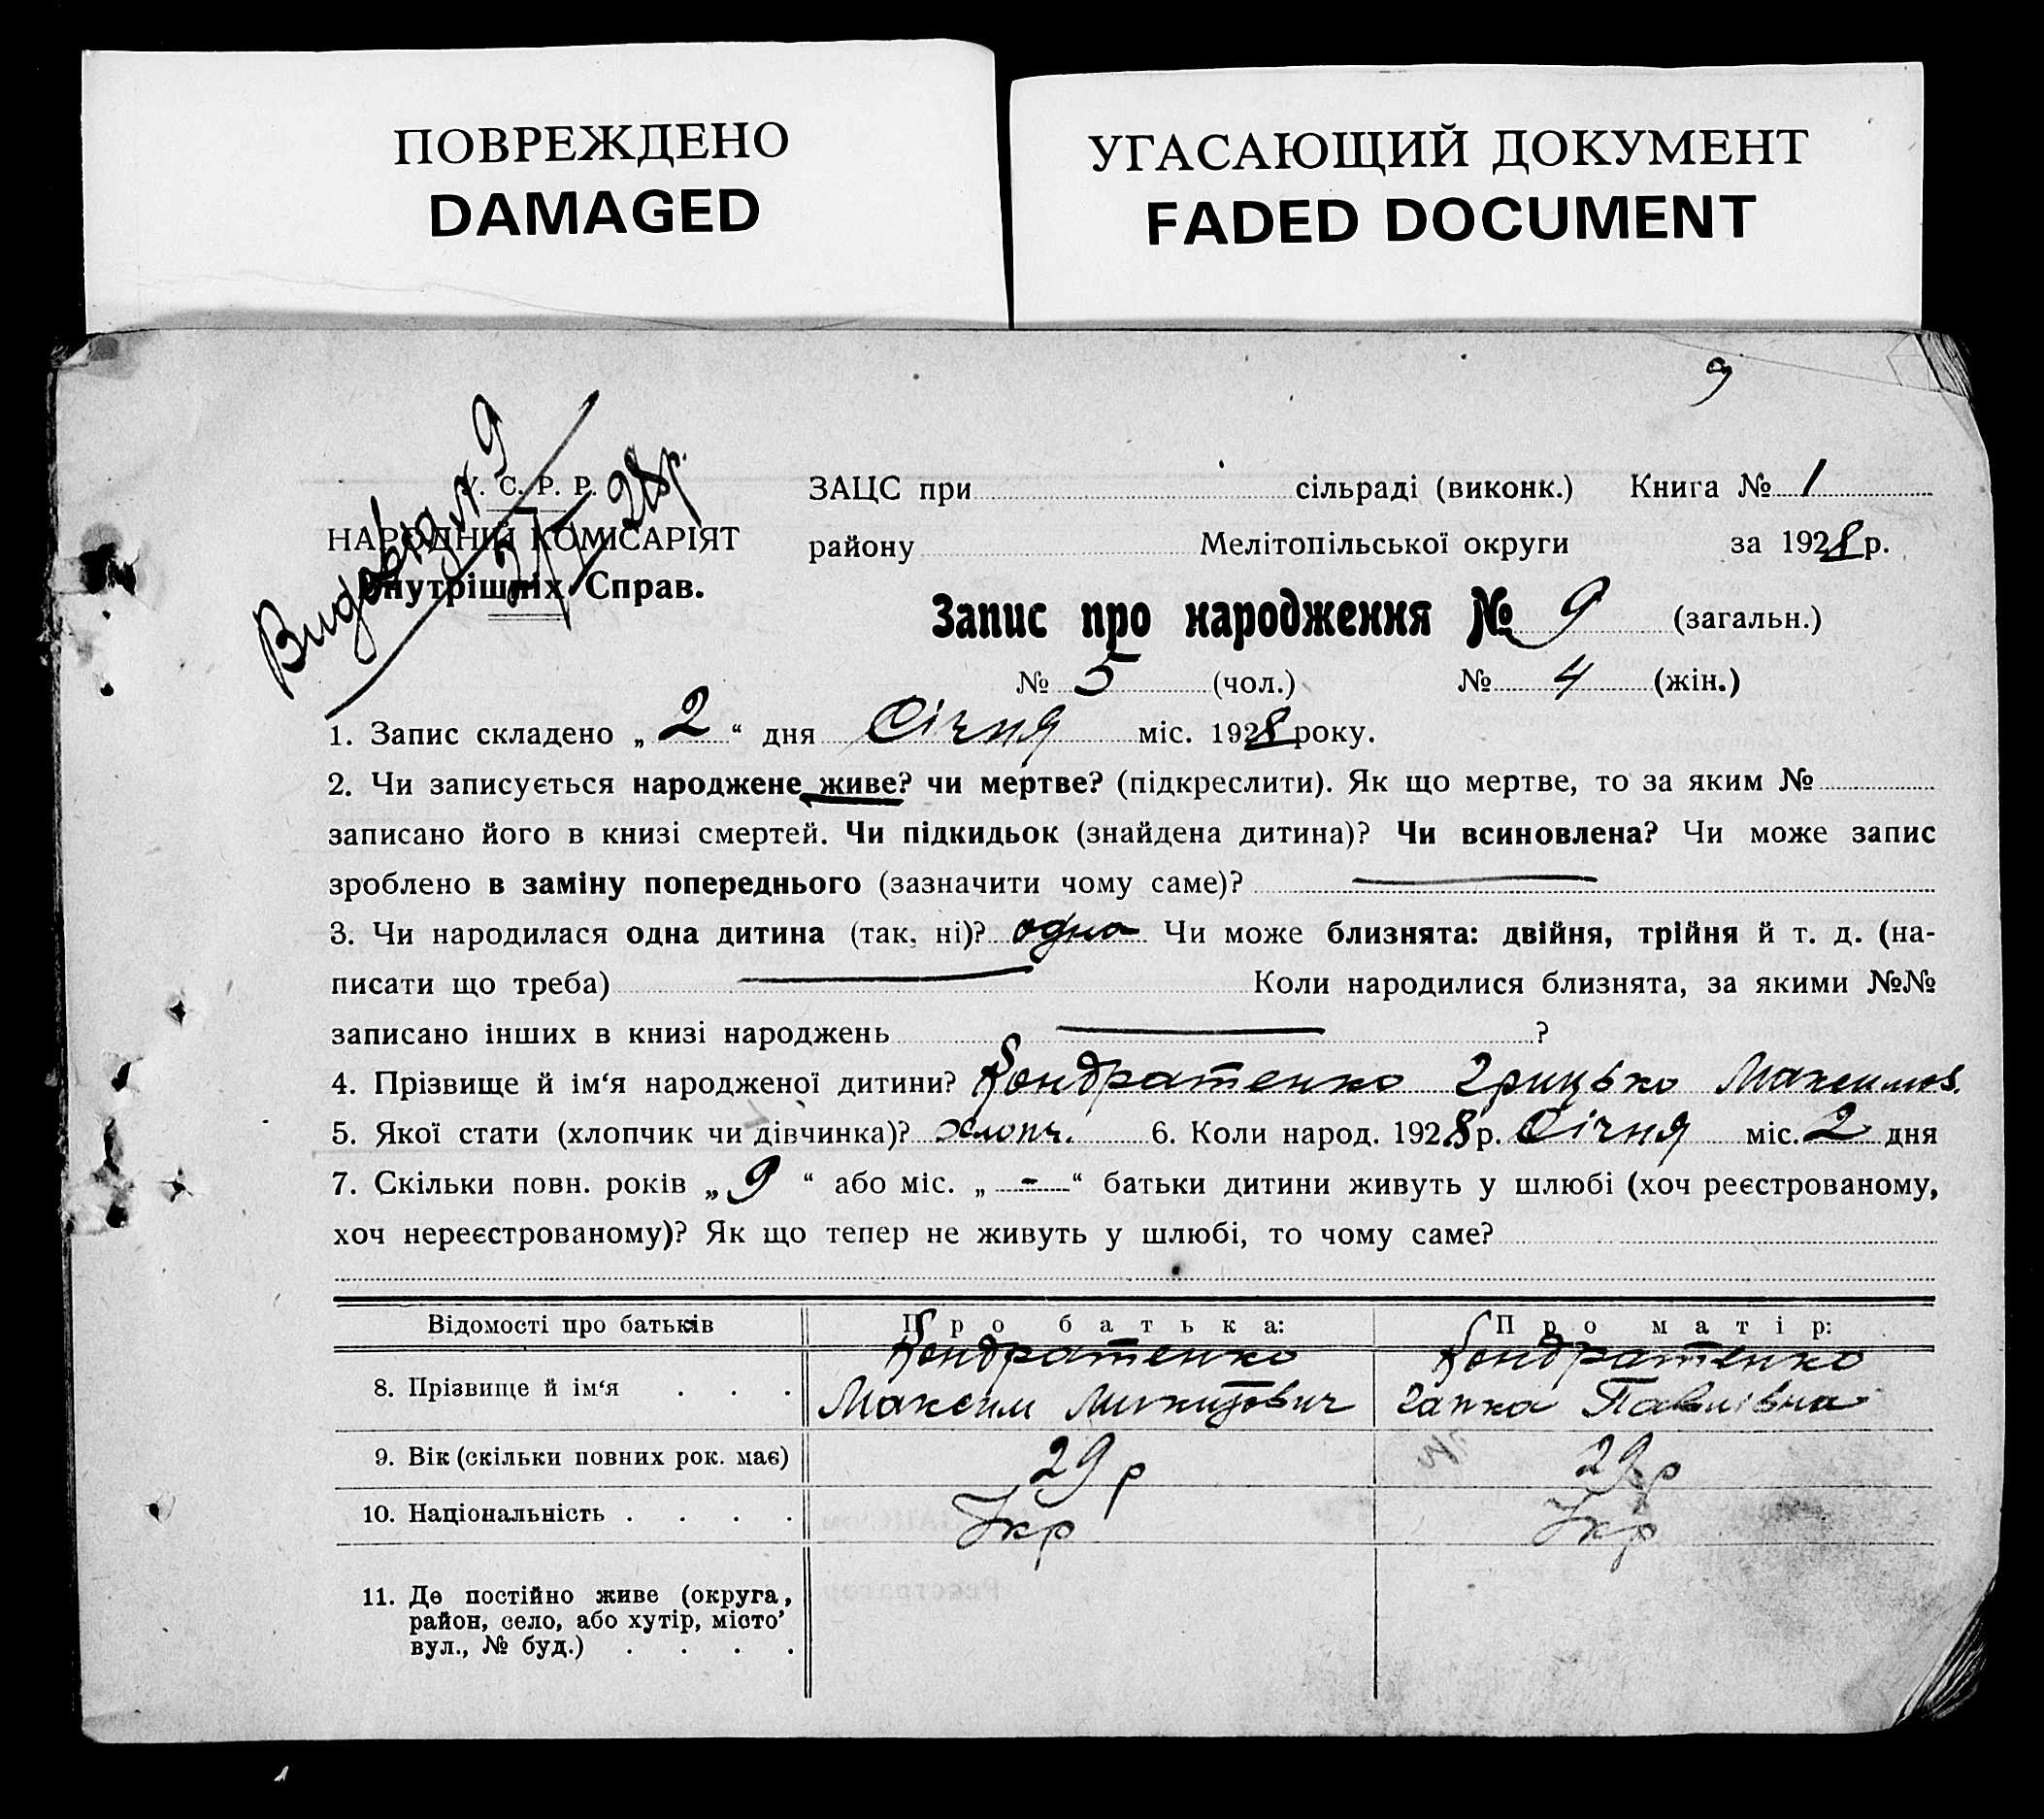 ПОВРЕЖДЕНО
DAMAGED
УГАСАЮЩИЙ ДОКУМЕНТ
FADED DOCUMENT
9
У. С. Р. Р.
НАРОДНІЙ КОМІСАРІЯТ
Внутрішніх Справ.
ЗАЦС при сільраді (виконк.) Книга № 1
району Мелітопільської округи за 1928 р.
Запис про народження № 9 (загальн.)
№ 5 (чол.) № 4 (жін.)
1. Запис складено „ 2 “ дня Січня міс. 1928 року.
2. Чи записується народжене живе? чи мертве? (підкреслити). Як що мертве, то за яким №
записано його в книзі смертей. Чи підкидьок (знайдена дитина)? Чи всиновлена? Чи може запис
зроблено в заміну попереднього (зазначити чому саме)? —
3. Чи народилася одна дитина (так, ні)? одна Чи може близнята: двійня, трійня й т. д. (на-
писати що треба) — Коли народилися близнята, за якими №№
записано інших в книзі народжень — ?
4. Прізвище й ім‘я народженої дитини? Кондратенко Грицько Максимов.
5. Якої стати (хлопчик чи дівчинка)? хлопч. 6. Коли народ. 1928 р. Січня міс. 2 дня
7. Скільки повн. років „ 9 “ або міс. „ - “ батьки дитини живуть у шлюбі (хоч реєстрованому,
хоч нереєстрованому)? Як що тепер не живуть у шлюбі, то чому саме?
Відомості про батьків Про батька: Про матір:
Кондратенко Кондратенко
8. Прізвище й ім‘я . . . Максим Микитович Гапка Павлівна
9. Вік (скільки повних рок. має) 29 р 29 р
10. Національність . . . . Укр Укр
11. Де постійно живе (округа,
район, село, або хутір, місто’
вул., № буд.) . . . .